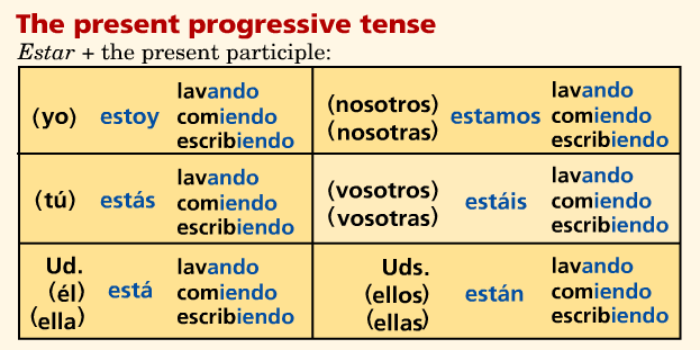 The present progressive tense
Estar + the present participle:
(yo) estoy lavando
comiendo
escribiendo
(nosotros)
(nosotras) estamos lavando
comiendo
escribiendo
(tú) estás lavando
comiendo
escribiendo
(vosotros)
(vosotras) estáis lavando
comiendo
escribiendo
Ud.
(él)
(ella) está lavando
comiendo
escribiendo
Uds.
(ellos)
(ellas) están lavando
comiendo
escribiendo